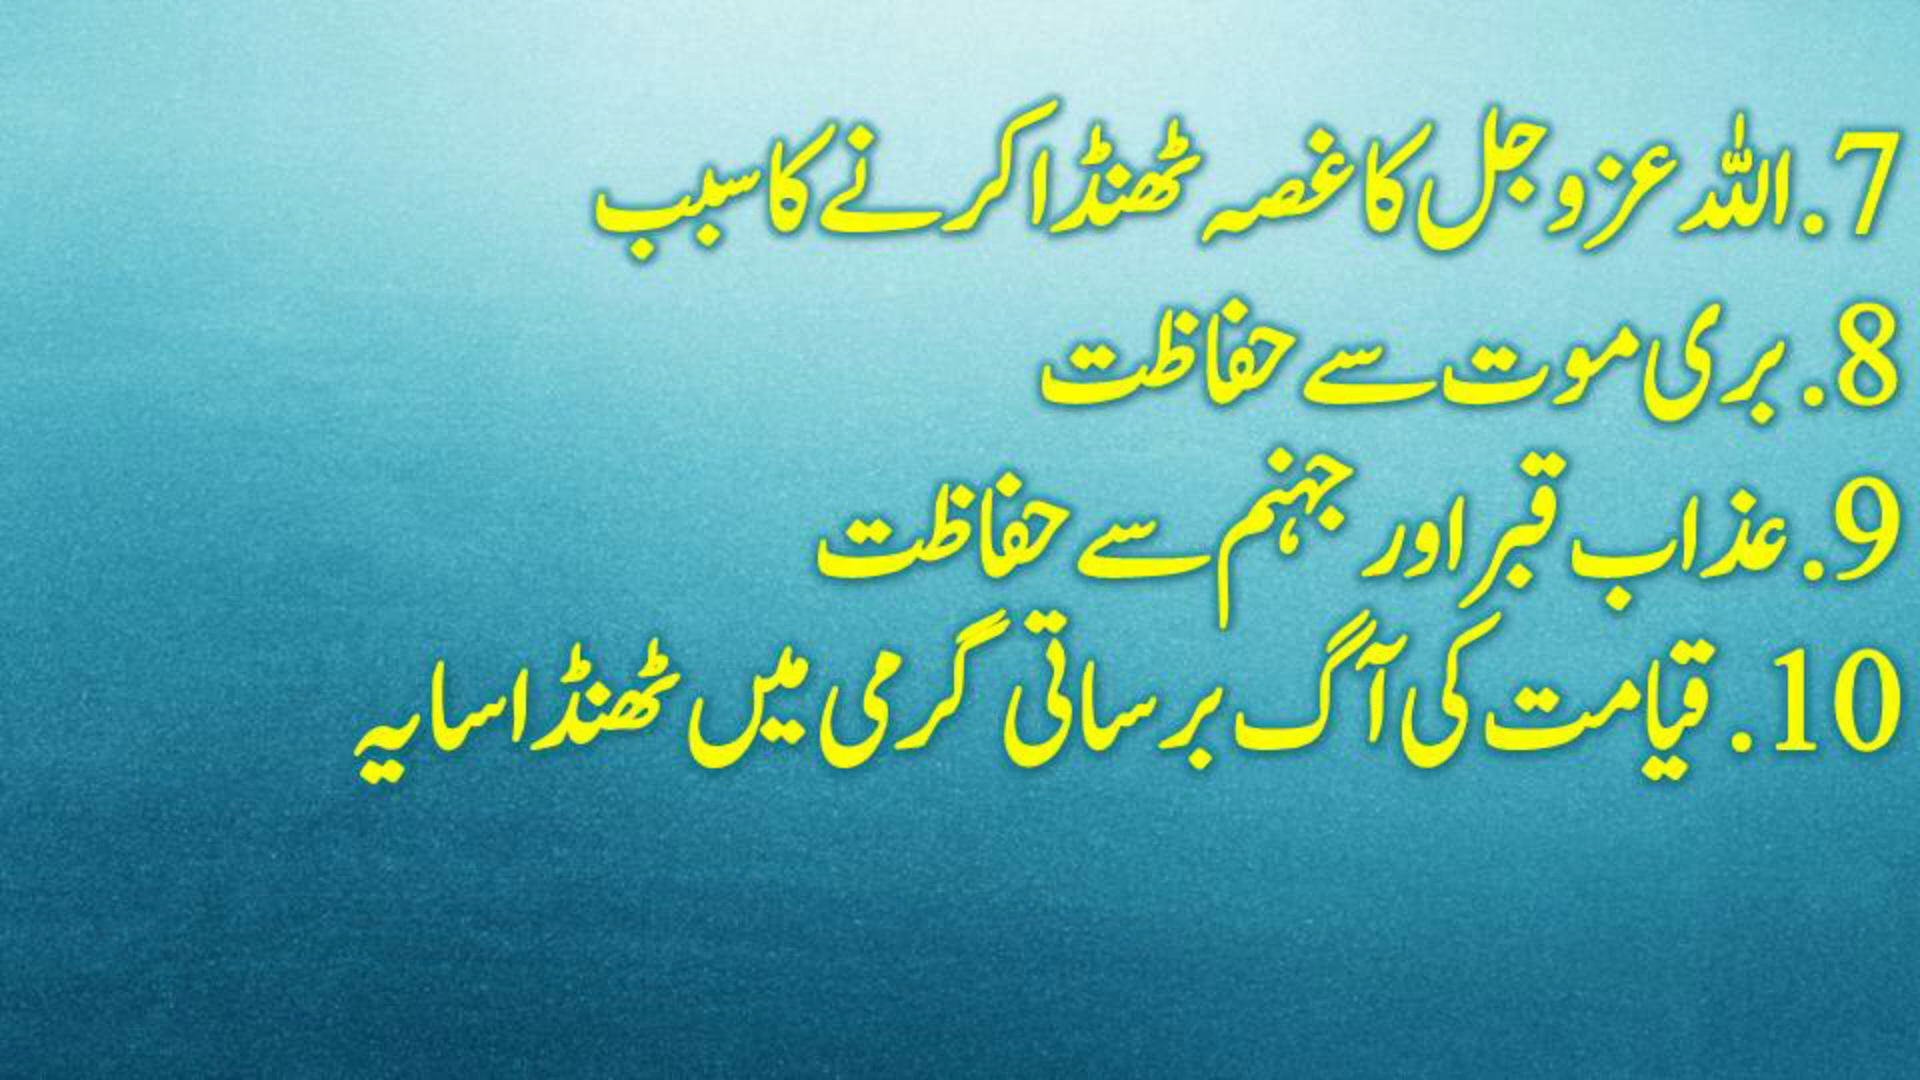 7. اللہ عزوجل کا غصہ ٹھنڈا کرنے کا سبب
8. بری موت سے حفاظت
9. عذاب قبر اور جہنم سے حفاظت
10. قیامت کی آگ برساتی گرمی میں ٹھنڈا سایہ